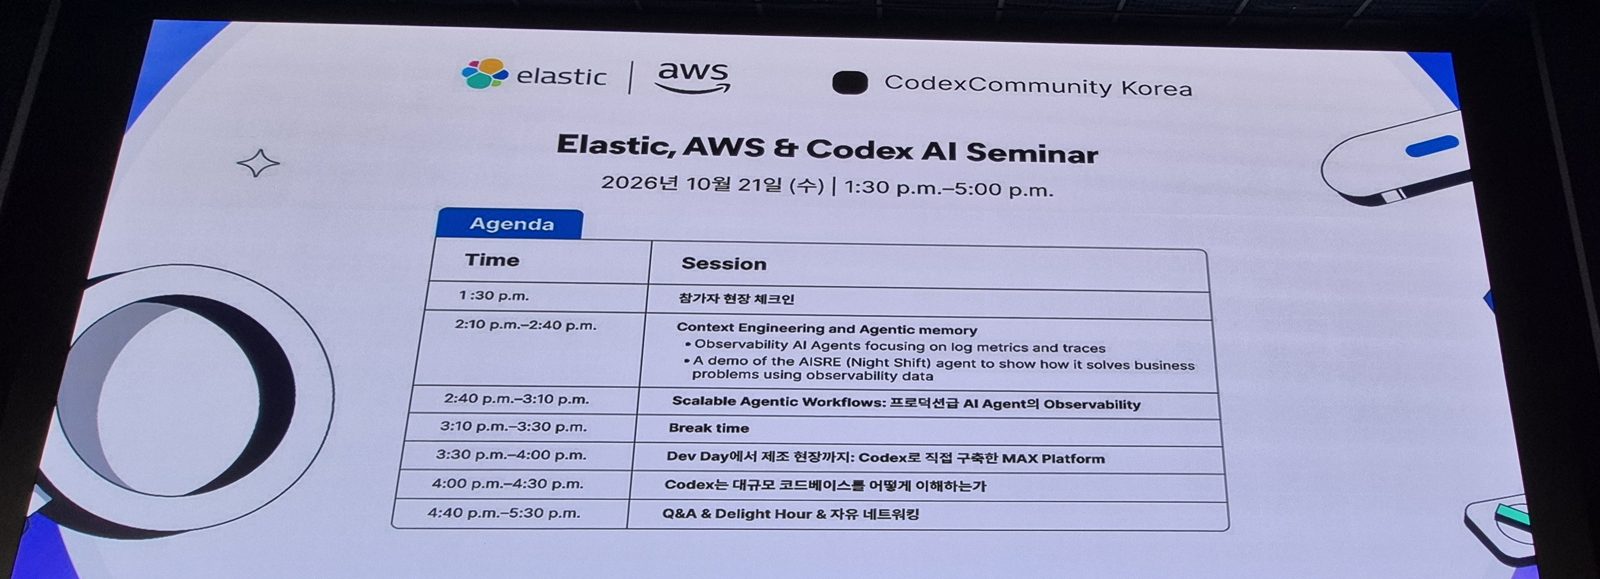 elastic | aws
CodexCommunity Korea
Elastic, AWS & Codex AI Seminar
2026년 10월 21일 (수) | 1:30 p.m.–5:00 p.m.
Agenda
Time Session
1:30 p.m. 참가자 현장 체크인
2:10 p.m.–2:40 p.m. Context Engineering and Agentic memory
• Observability AI Agents focusing on log metrics and traces
• A demo of the AISRE (Night Shift) agent to show how it solves business
problems using observability data
2:40 p.m.–3:10 p.m. Scalable Agentic Workflows: 프로덕션급 AI Agent의 Observability
3:10 p.m.–3:30 p.m. Break time
3:30 p.m.–4:00 p.m. Dev Day에서 제조 현장까지: Codex로 직접 구축한 MAX Platform
4:00 p.m.–4:30 p.m. Codex는 대규모 코드베이스를 어떻게 이해하는가
4:40 p.m.–5:30 p.m. Q&A & Delight Hour & 자유 네트워킹